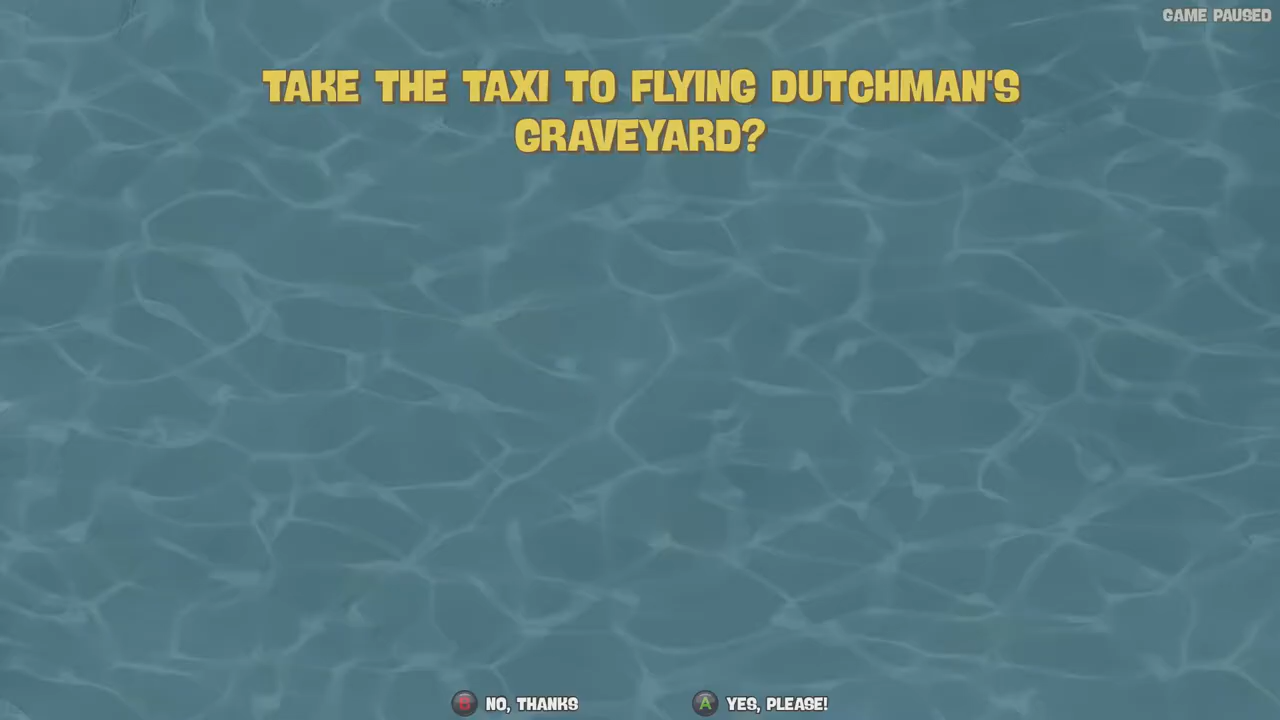 GAME PAUSED
TAKE THE TAXI TO FLYING DUTCHMAN'S
GRAVEYARD?
B NO, THANKS
A YES, PLEASE!